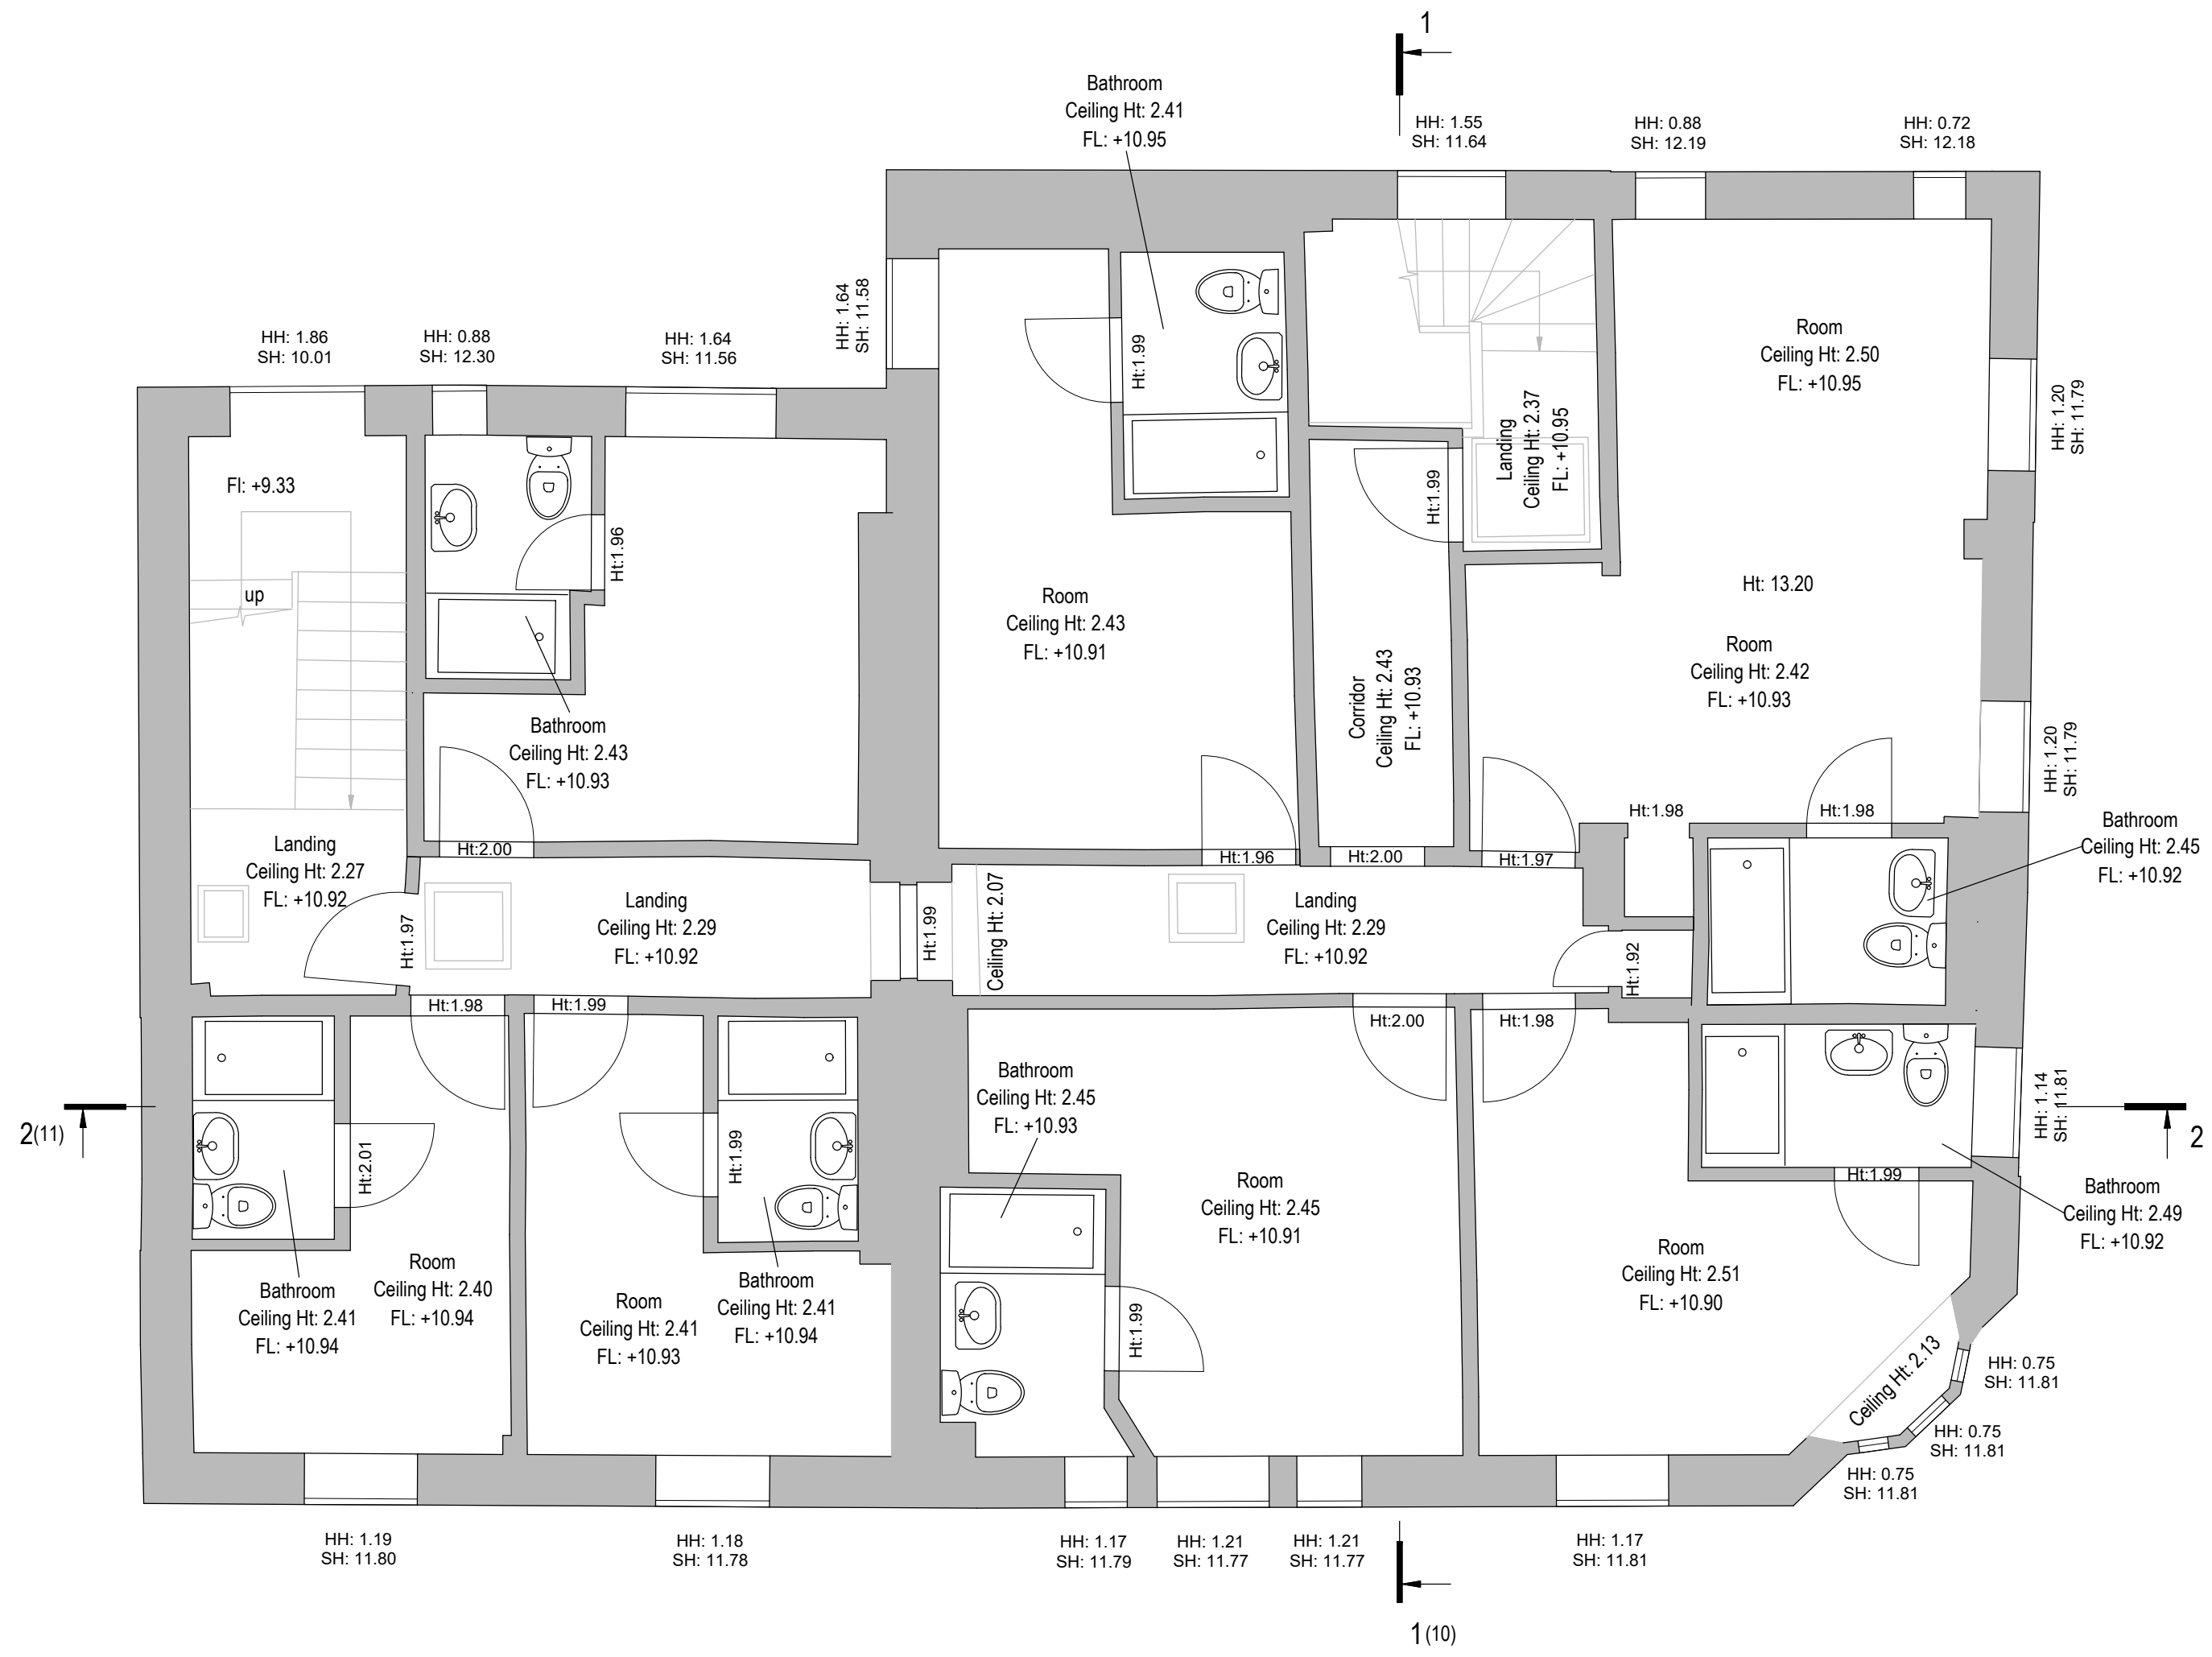 1
Bathroom
Ceiling Ht: 2.41
FL: +10.95
HH: 1.55
SH: 11.64
HH: 0.88
SH: 12.19
HH: 0.72
SH: 12.18
HH: 1.86
SH: 10.01
HH: 0.88
SH: 12.30
HH: 1.64
SH: 11.56
HH: 1.64
SH: 11.58
Ht:1.99
Room
Ceiling Ht: 2.50
FL: +10.95
HH: 1.20
SH: 11.79
Fl: +9.33
up
Ht:1.96
Landing
Ceiling Ht: 2.37
FL: +10.95
Ht:1.99
Ht: 13.20
Room
Ceiling Ht: 2.43
FL: +10.91
Room
Ceiling Ht: 2.42
FL: +10.93
Corridor
Ceiling Ht: 2.43
FL: +10.93
Bathroom
Ceiling Ht: 2.43
FL: +10.93
HH: 1.20
SH: 11.79
Ht:1.98
Ht:1.98
Bathroom
Ceiling Ht: 2.45
FL: +10.92
Landing
Ceiling Ht: 2.27
FL: +10.92
Ht:2.00
Ht:1.96
Ht:2.00
Ht:1.97
Ht:1.97
Landing
Ceiling Ht: 2.29
FL: +10.92
Ht:1.99
Ceiling Ht: 2.07
Landing
Ceiling Ht: 2.29
FL: +10.92
Ht:1.92
Ht:1.98
Ht:1.99
Ht:2.00
Ht:1.98
2(11)
Ht:2.01
Ht:1.99
Bathroom
Ceiling Ht: 2.45
FL: +10.93
HH: 1.14
SH: 11.81
2
Ht:1.99
Bathroom
Ceiling Ht: 2.49
FL: +10.92
Room
Ceiling Ht: 2.45
FL: +10.91
Room
Ceiling Ht: 2.51
FL: +10.90
Room
Ceiling Ht: 2.40
FL: +10.94
Bathroom
Ceiling Ht: 2.41
FL: +10.94
Room
Ceiling Ht: 2.41
FL: +10.93
Bathroom
Ceiling Ht: 2.41
FL: +10.94
Ht:1.99
Ceiling Ht: 2.13
HH: 0.75
SH: 11.81
HH: 0.75
SH: 11.81
HH: 0.75
SH: 11.81
HH: 1.19
SH: 11.80
HH: 1.18
SH: 11.78
HH: 1.17
SH: 11.79
HH: 1.21
SH: 11.77
HH: 1.21
SH: 11.77
HH: 1.17
SH: 11.81
1(10)